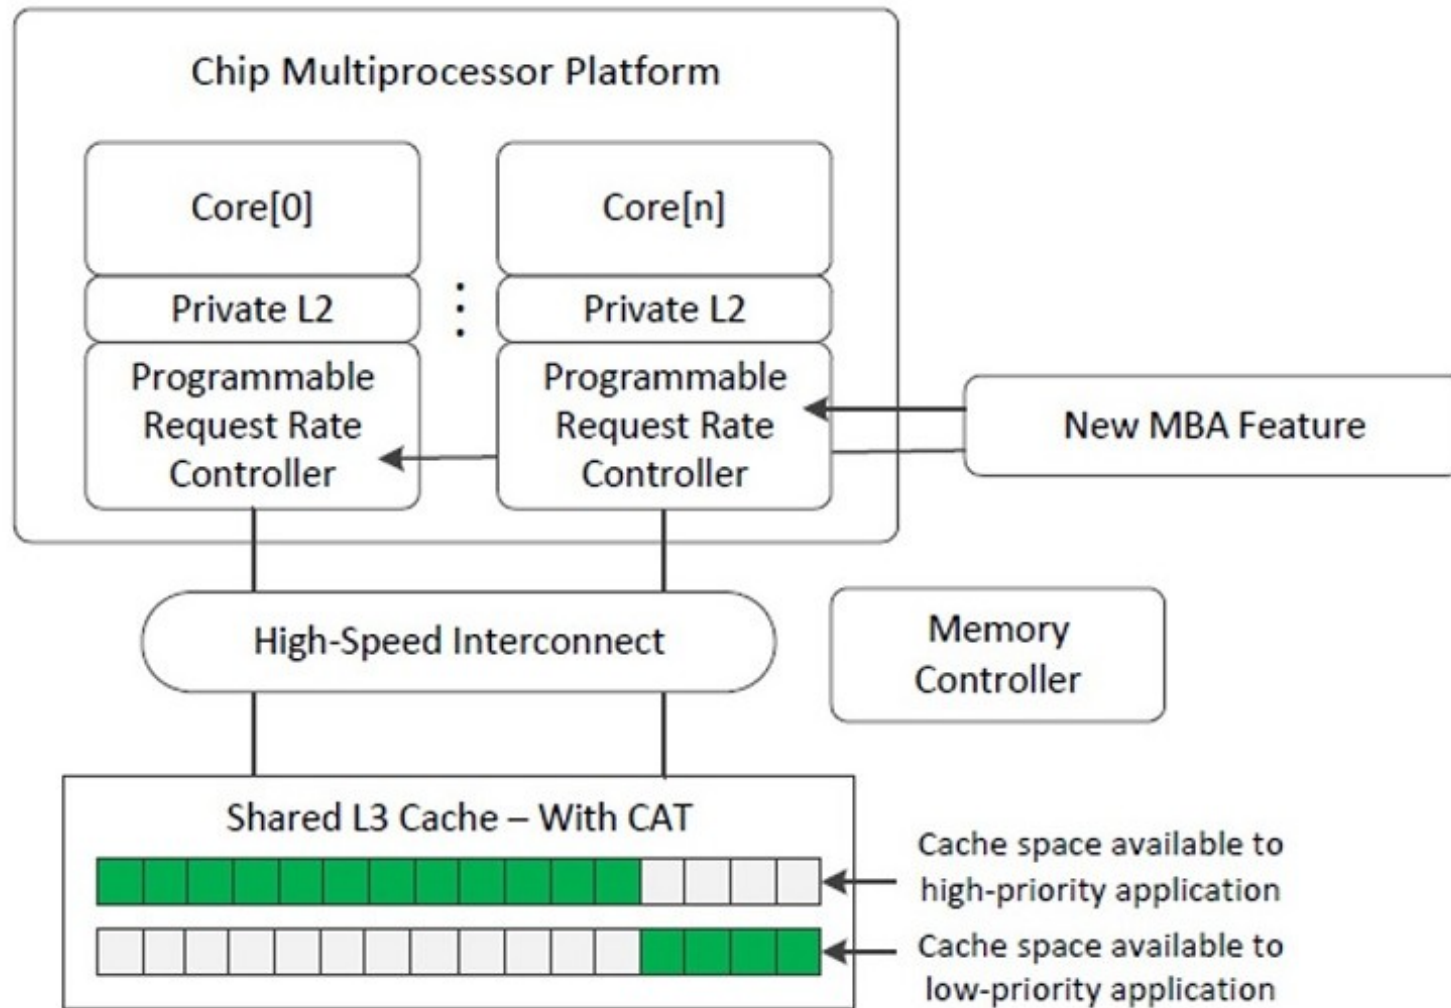 Chip Multiprocessor Platform
Core[0]
Core[n]
Private L2
Private L2
Programmable
Request Rate
Controller
Programmable
Request Rate
Controller
New MBA Feature
High-Speed Interconnect
Memory
Controller
Shared L3 Cache – With CAT
Cache space available to
high-priority application
Cache space available to
low-priority application